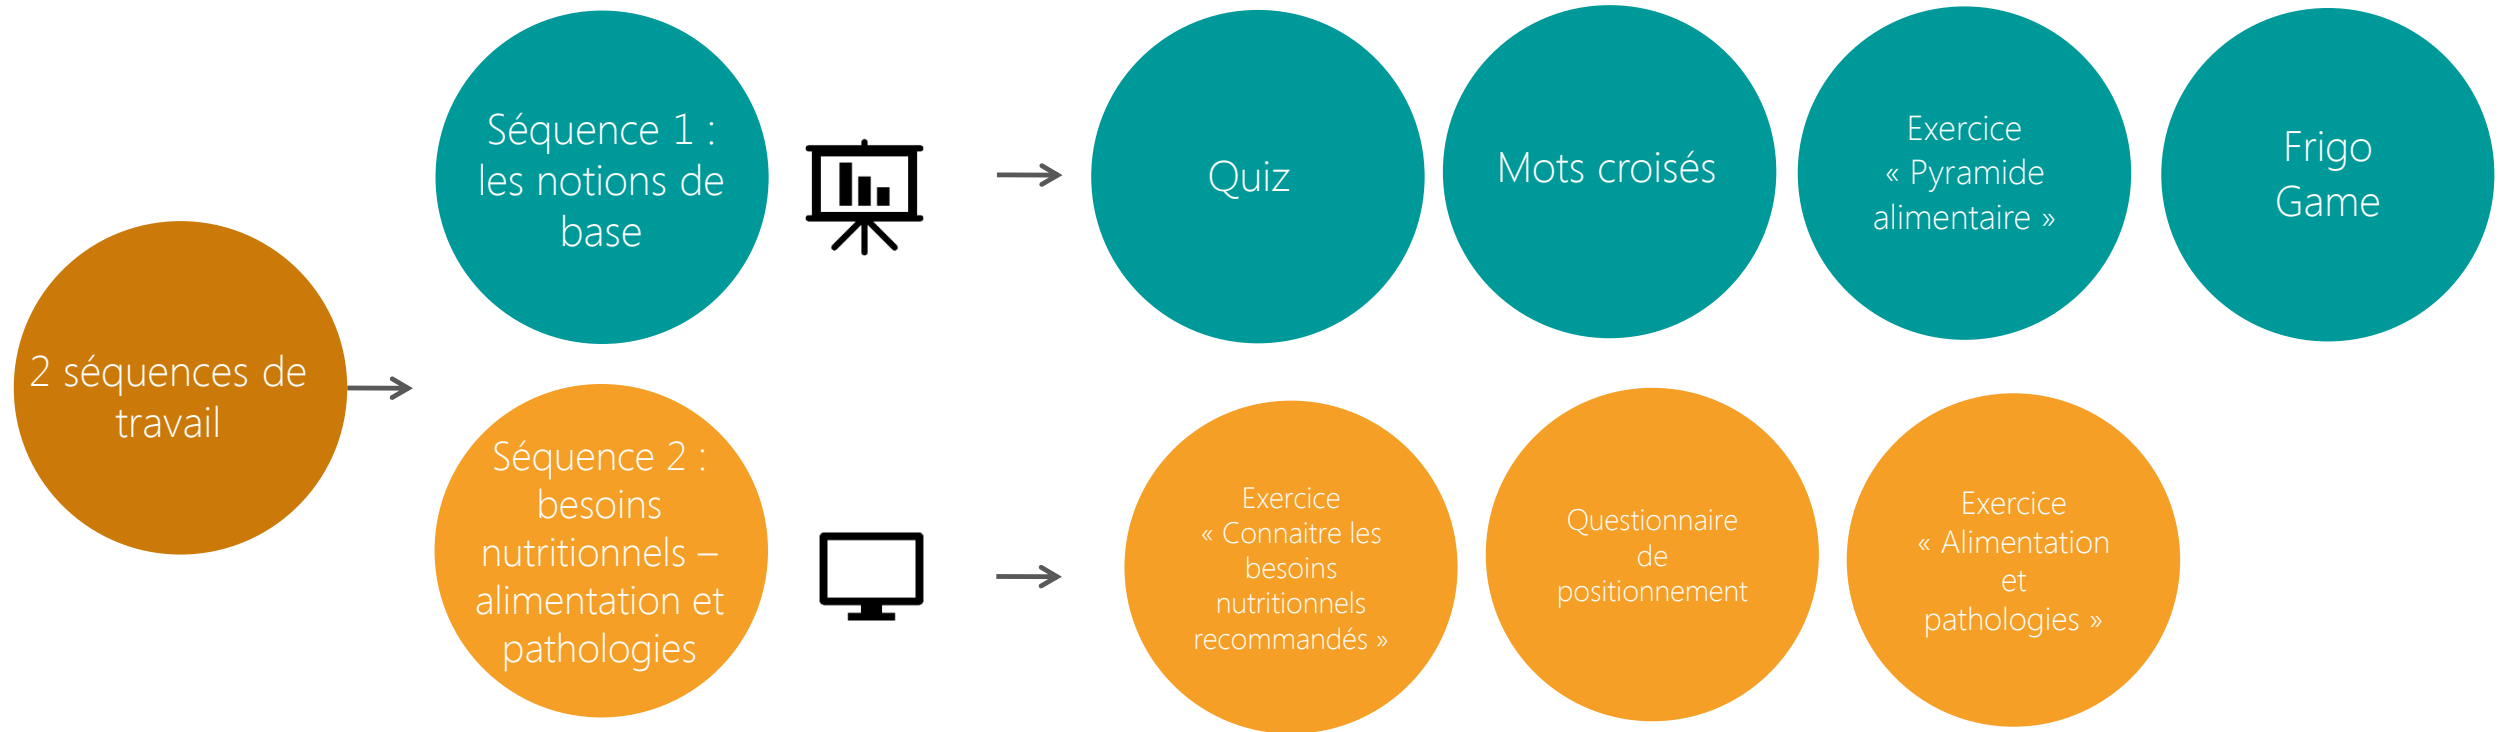 2 séquences de
travail
Séquence 1 :
les notions de
base
Quiz
Mots croisés
Exercice
« Pyramide
alimentaire »
Frigo
Game
Séquence 2 :
besoins
nutritionnels –
alimentation et
pathologies
Exercice
« Connaitre les
besoins
nutritionnels
recommandés »
Questionnaire
de
positionnement
Exercice
« Alimentation
et
pathologies »